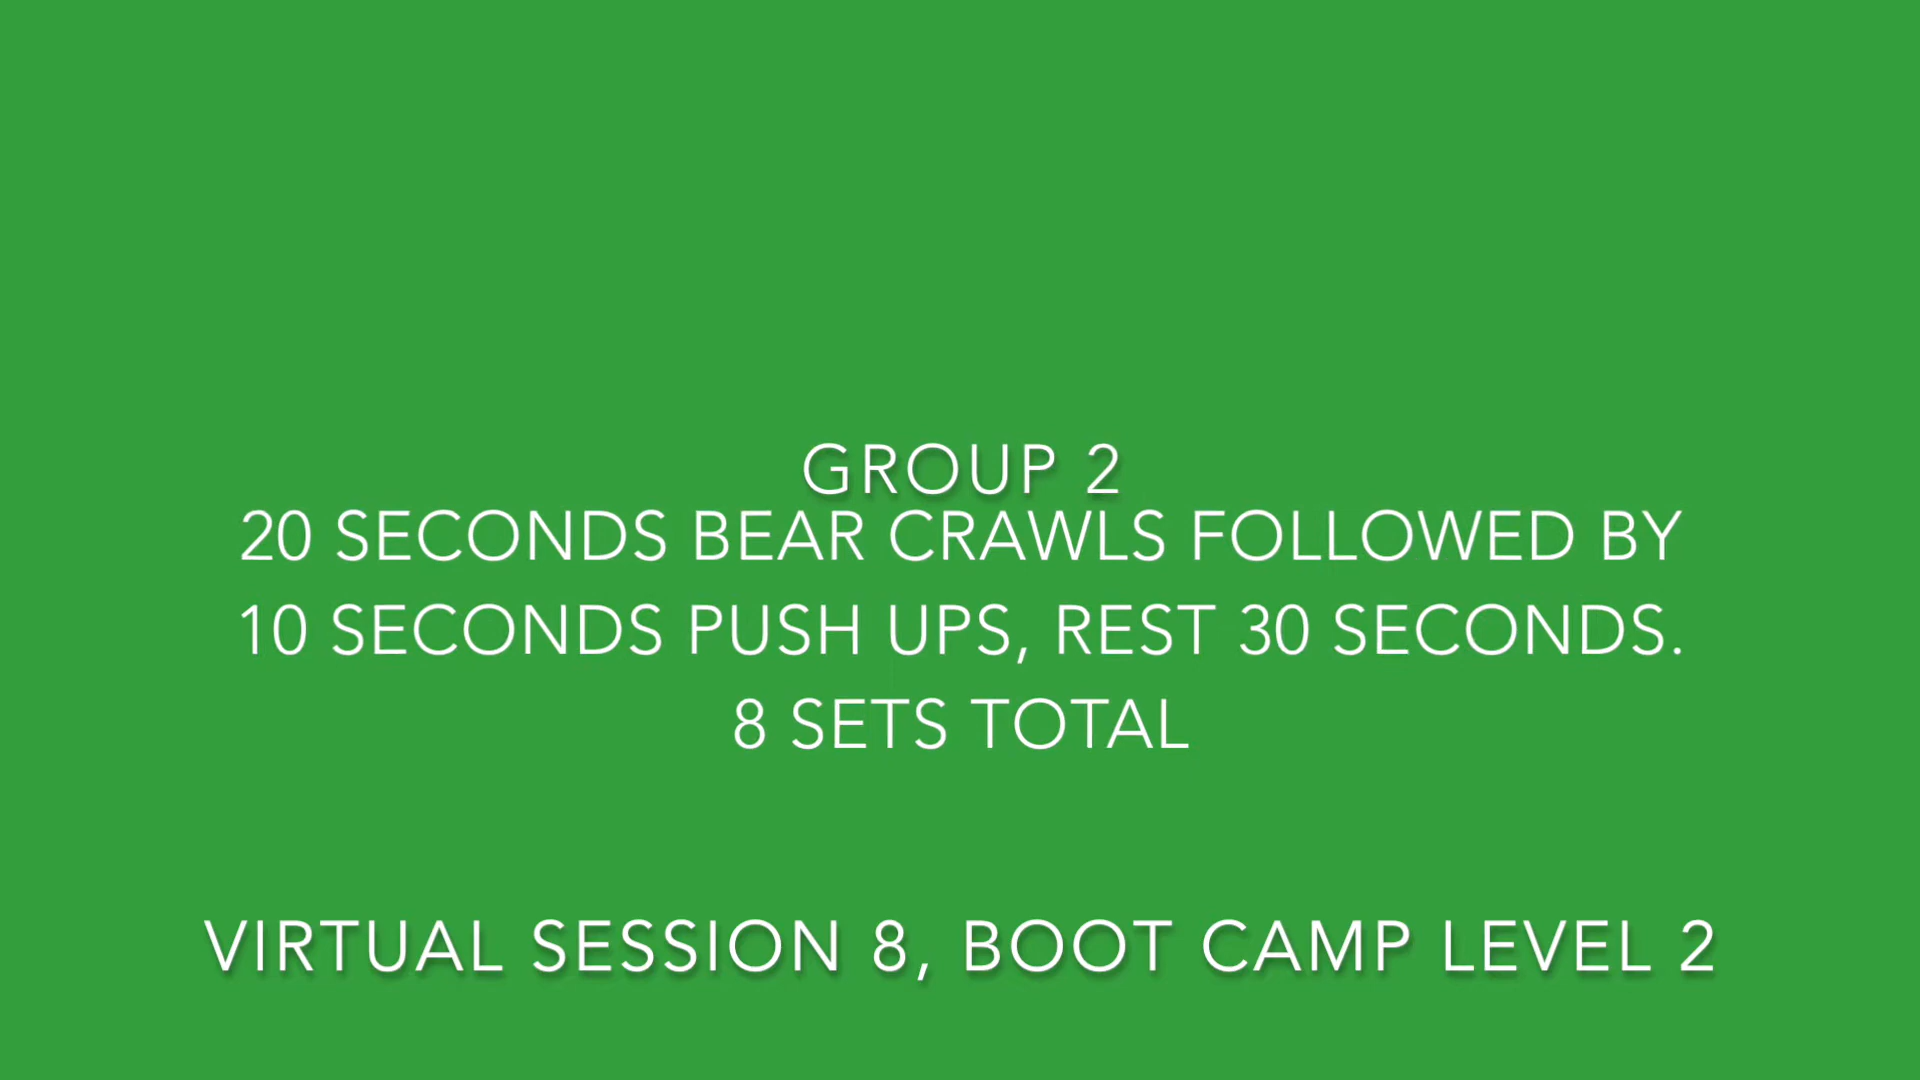 GROUP 2
20 SECONDS BEAR CRAWLS FOLLOWED BY
10 SECONDS PUSH UPS, REST 30 SECONDS.
8 SETS TOTAL
VIRTUAL SESSION 8, BOOT CAMP LEVEL 2